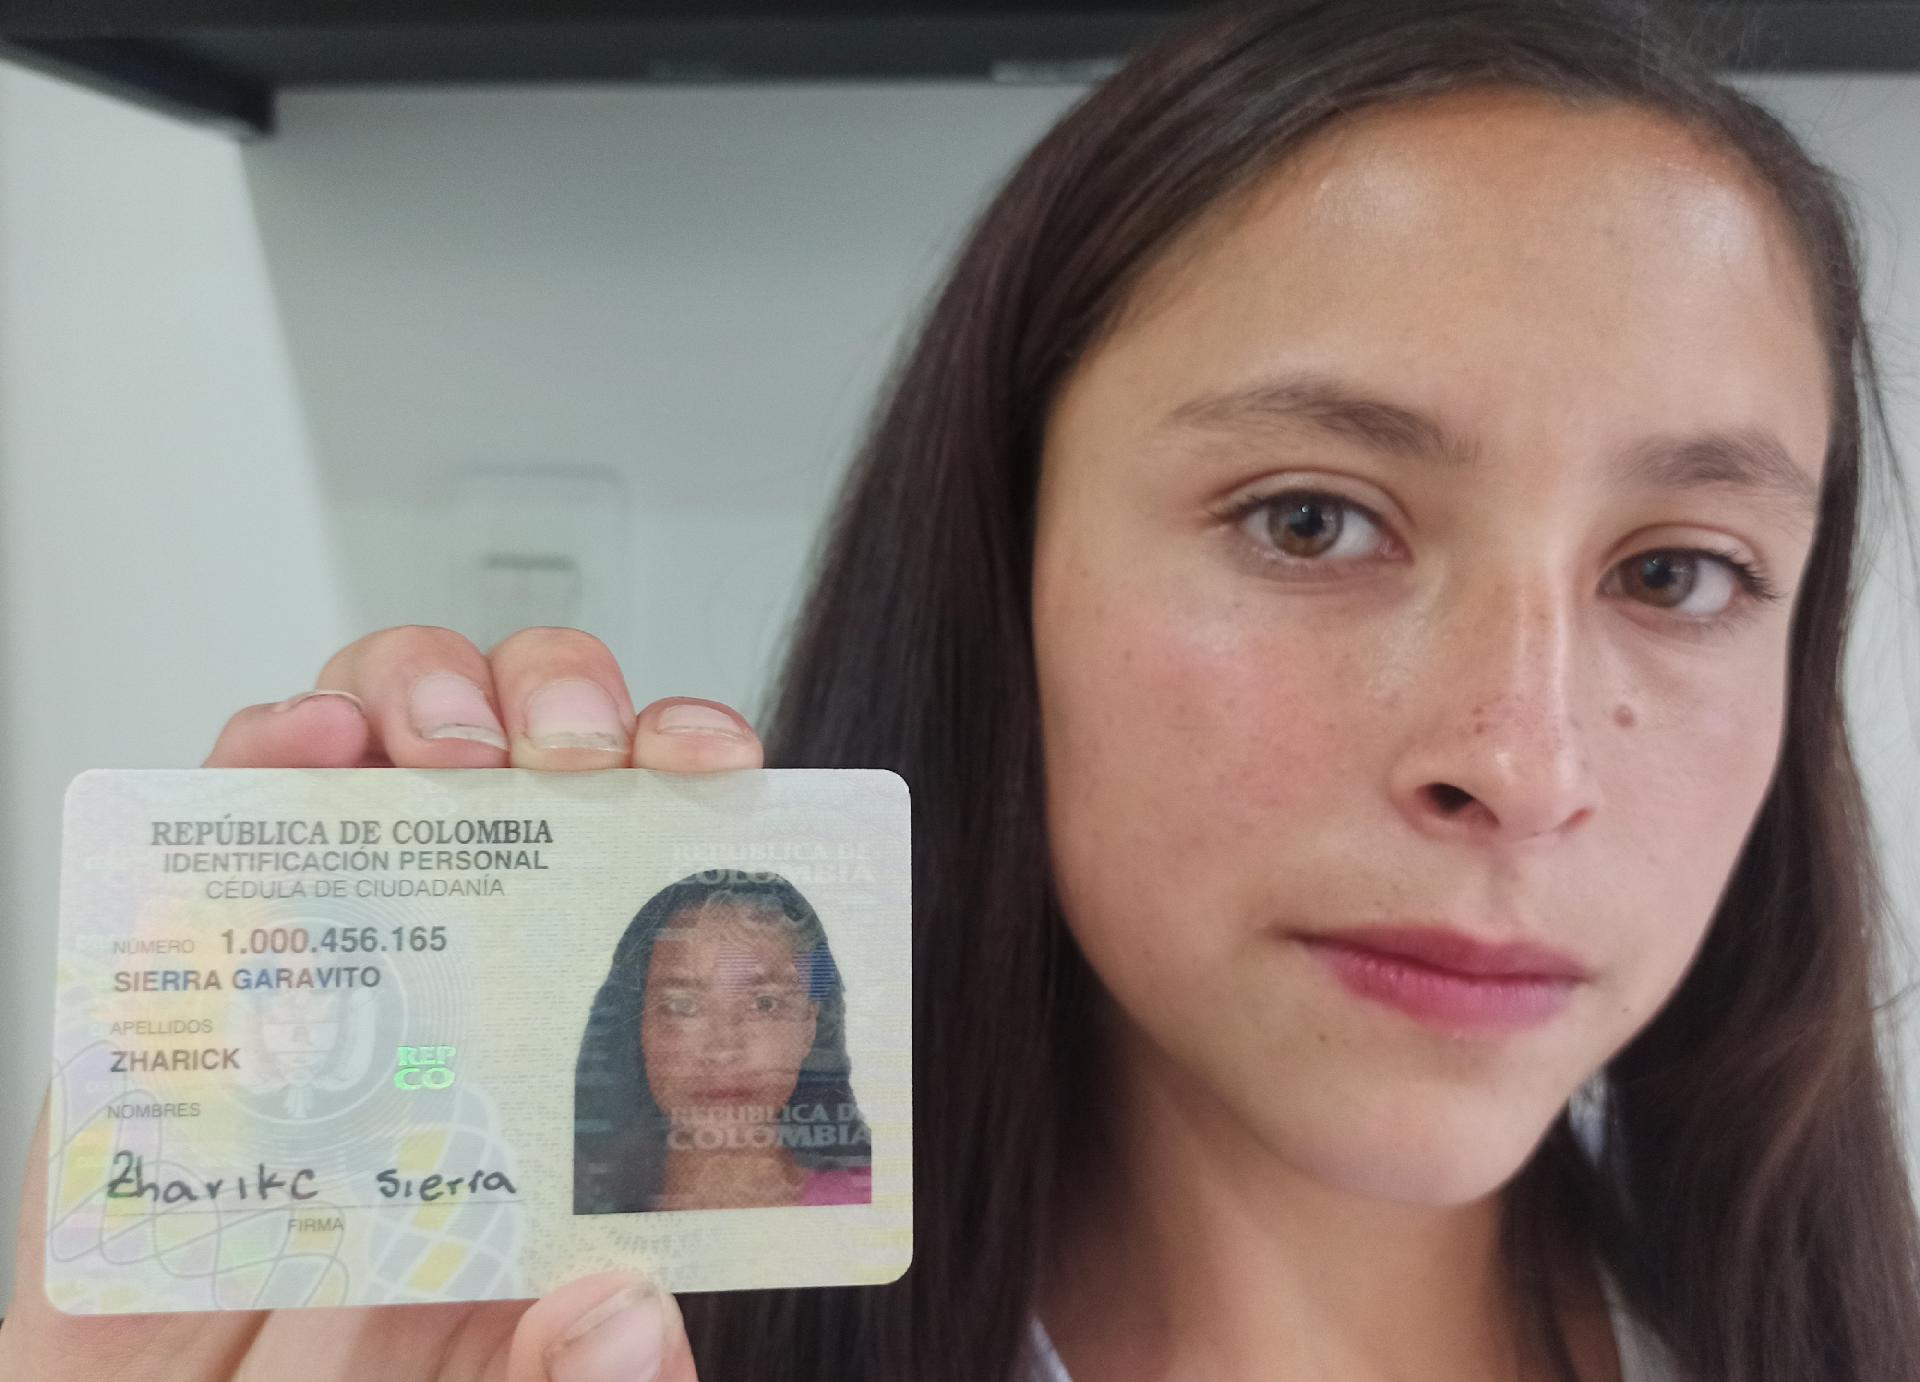 REPÚBLICA DE COLOMBIA
IDENTIFICACIÓN PERSONAL
CÉDULA DE CIUDADANÍA
NÚMERO 1.000.456.165
SIERRA GARAVITO
APELLIDOS
ZHARICK
NOMBRES
REP
CO
Zharikc Sierra
FIRMA
REPÚBLICA DE
COLOMBIA
REPÚBLICA DE
COLOMBIA